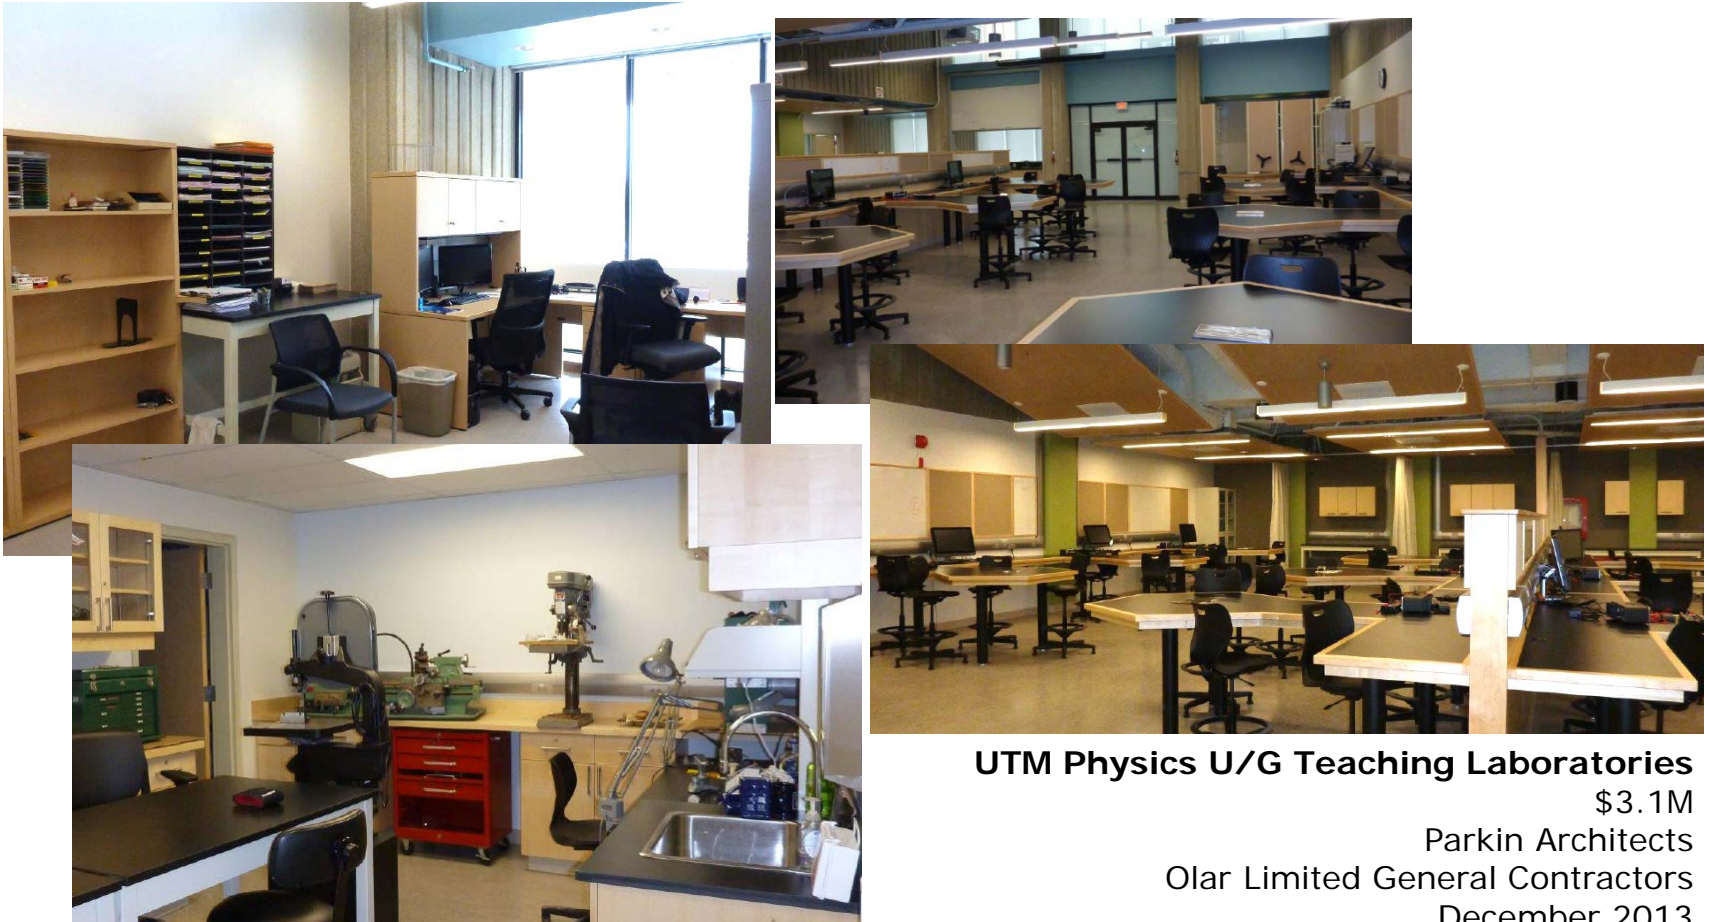 UTM Physics U/G Teaching Laboratories
$3.1M
Parkin Architects
Olar Limited General Contractors
December 2013